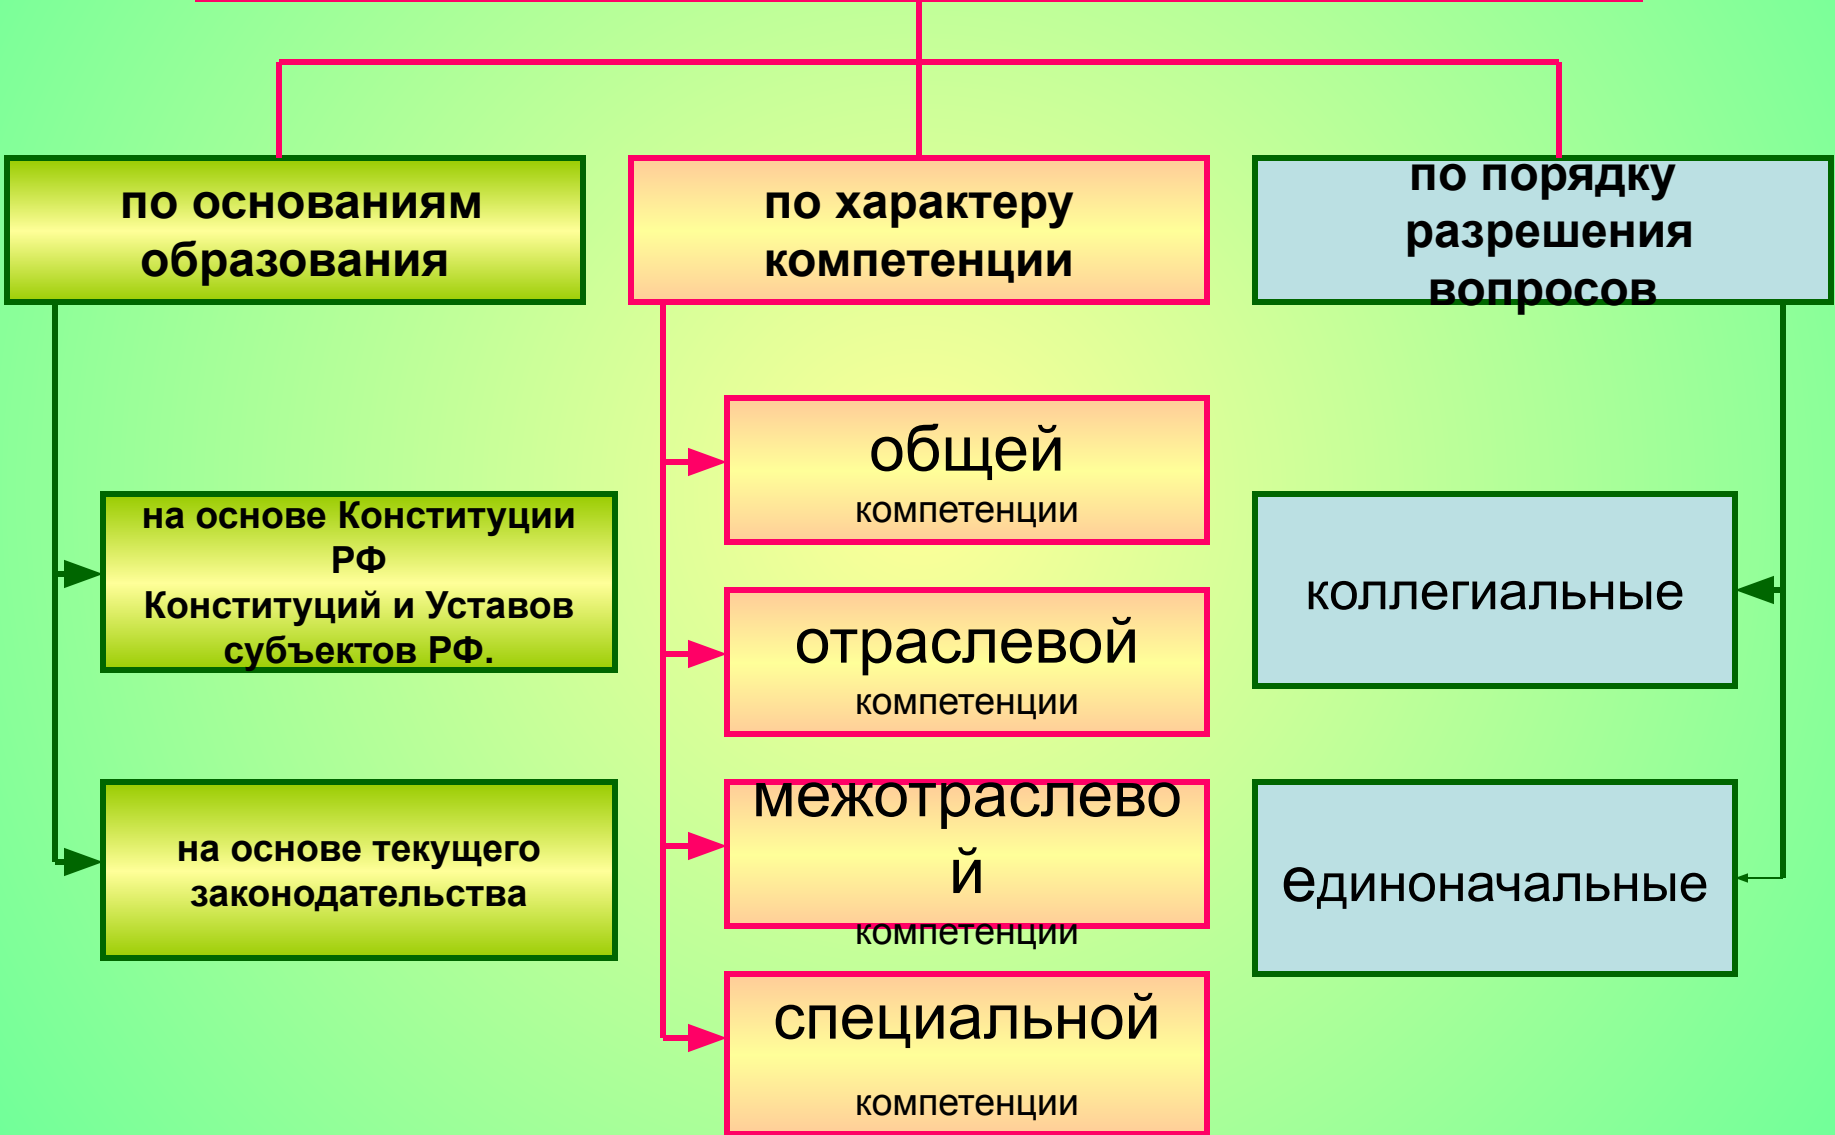 по основаниям
образования
по характеру
компетенции
по порядку
разрешения
вопросов
на основе Конституции
РФ
Конституций и Уставов
субъектов РФ.
на основе текущего
законодательства
общей
компетенции
отраслевой
компетенции
межотраслево
й
компетенции
специальной
компетенции
коллегиальные
единоначальные